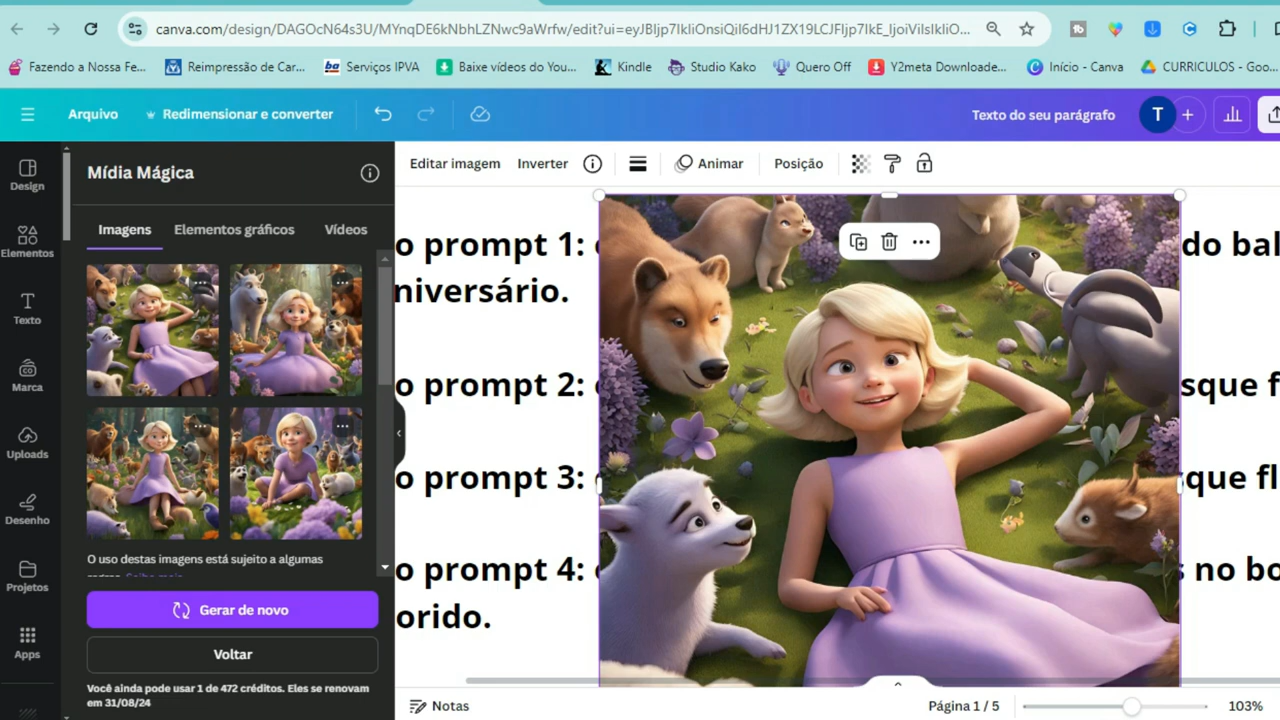 canva.com/design/DAGOcN64s3U/MYnqDE6kNbhLZNwc9aWrfw/edit?ui=eyJBIjp7IkIiOnsiQiI6dHJ1ZX19LCJFIjp7IkE_IjoiVilsIkliO...
Fazendo a Nossa Fe...
Reimpressão de Car...
ba Serviços IPVA
Baixe vídeos do You...
Kindle
Studio Kako
Quero Off
Y2meta Downloade...
Início - Canva
CURRICULOS - Goo...
Arquivo
Redimensionar e converter
Texto do seu parágrafo
T
Design
Elementos
Texto
Marca
Uploads
Desenho
Projetos
Apps
Mídia Mágica
Imagens
Elementos gráficos
Vídeos
O uso destas imagens está sujeito a algumas
Gerar de novo
Voltar
Você ainda pode usar 1 de 472 créditos. Eles se renovam
em 31/08/24
Editar imagem
Inverter
Animar
Posição
o prompt 1:
do bal
niversário.
o prompt 2:
sque f
o prompt 3:
que fl
o prompt 4:
s no bo
orido.
Notas
Página 1 / 5
103%